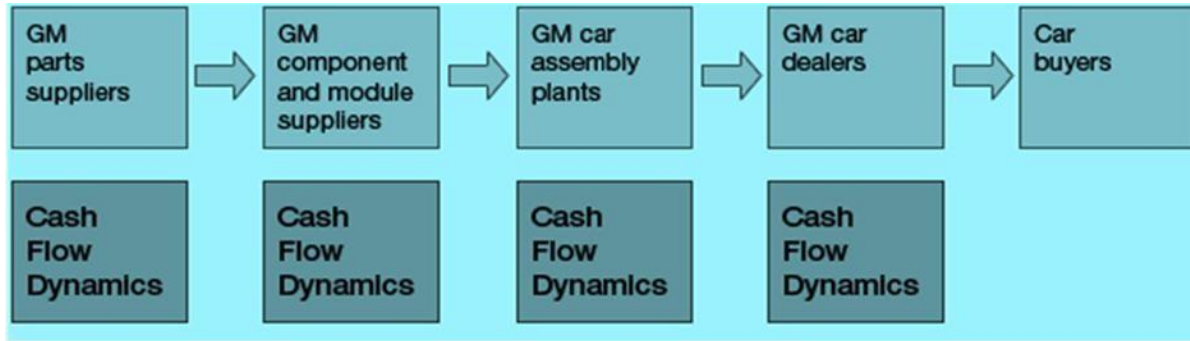 GM
parts
suppliers
GM
component
and module
suppliers
GM car
assembly
plants
GM car
dealers
Car
buyers
Cash
Flow
Dynamics
Cash
Flow
Dynamics
Cash
Flow
Dynamics
Cash
Flow
Dynamics